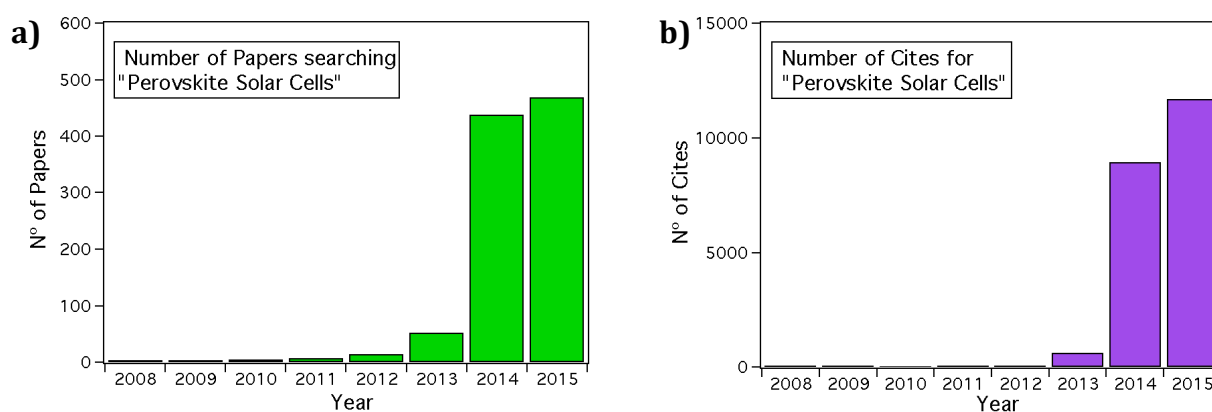 a)
600
500
400
300
200
100
0
Nº of Papers
Number of Papers searching
"Perovskite Solar Cells"
2008 2009 2010 2011 2012 2013 2014 2015
Year
b)
15000
10000
5000
0
Nº of Cites
Number of Cites for
"Perovskite Solar Cells"
2008 2009 2010 2011 2012 2013 2014 2015
Year